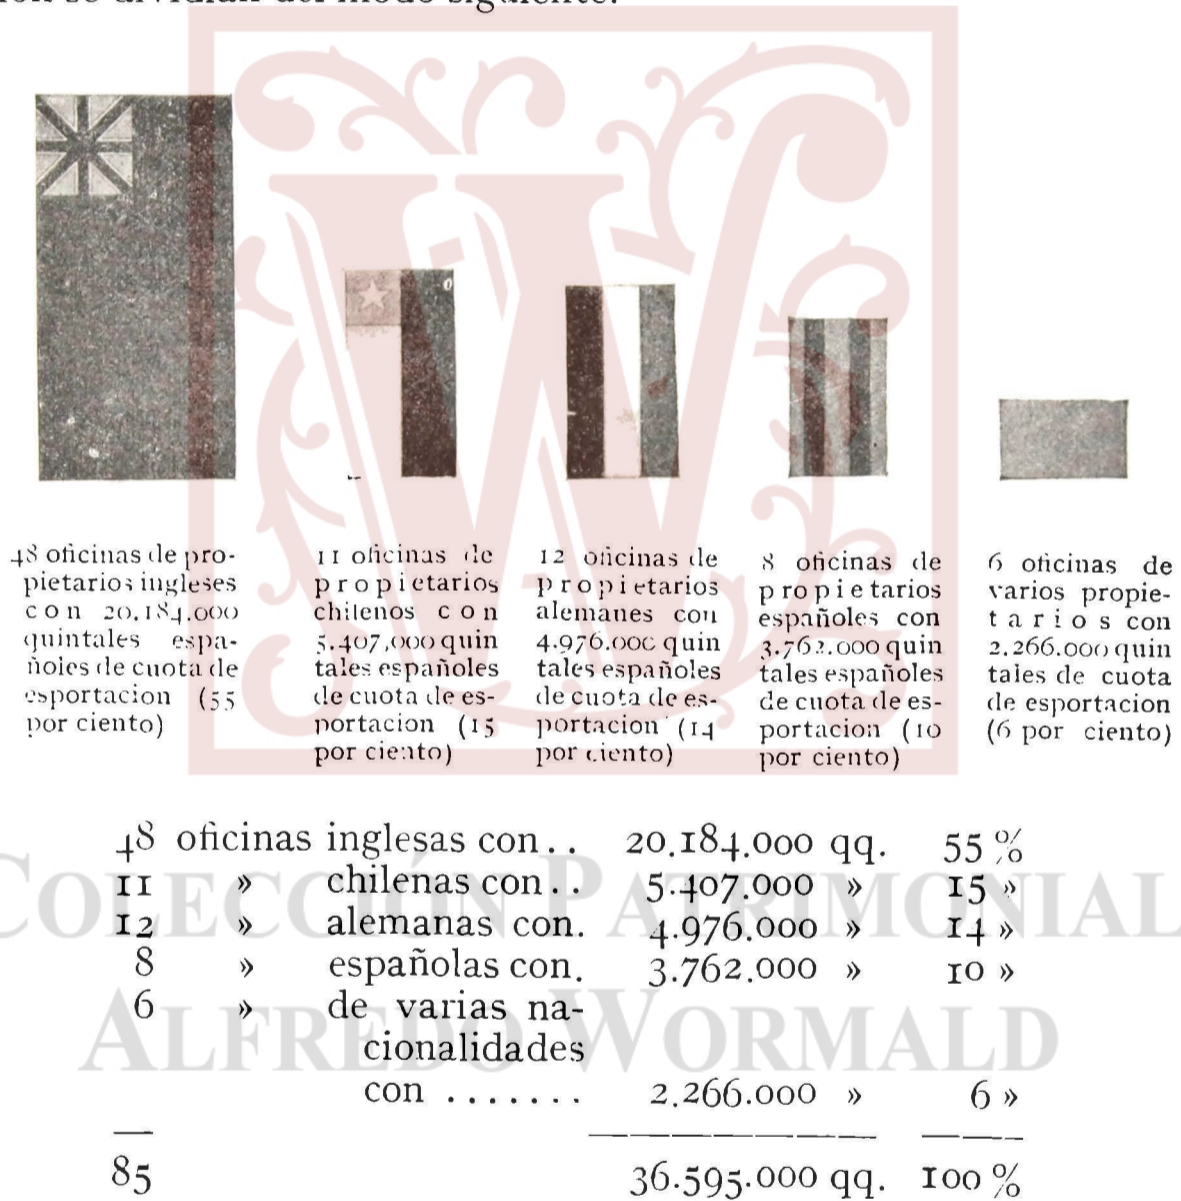 ion se dividian del modo siguiente:
48 oficinas de pro-
pietarios ingleses
con 20.184.000
quintales espa-
ñoles de cuota de
esportacion (55
por ciento)
11 oficinas de
propietarios
chilenos con
5.407.000 quin
tales españoles
de cuota de es-
portacion (15
por ciento)
12 oficinas de
propietarios
alemanes con
4.976.000 quin
tales españoles
de cuota de es-
portacion (14
por ciento)
8 oficinas de
propietarios
españoles con
3.762.000 quin
tales españoles
de cuota de es-
portacion (10
por ciento)
6 oficinas de
varios propie-
tarios con
2.266.000 quin
tales de cuota
de esportacion
(6 por ciento)
48 oficinas inglesas con.. 20.184.000 qq. 55 %
11 » chilenas con.. 5.407.000 » 15 »
12 » alemanas con. 4.976.000 » 14 »
8 » españolas con. 3.762.000 » 10 »
6 » de varias na-
cionalidades
con ....... 2.266.000 » 6 »
85 36.595.000 qq. 100 %
W
COLECCIÓN PATRIMONIAL
ALFREDO WORMALD